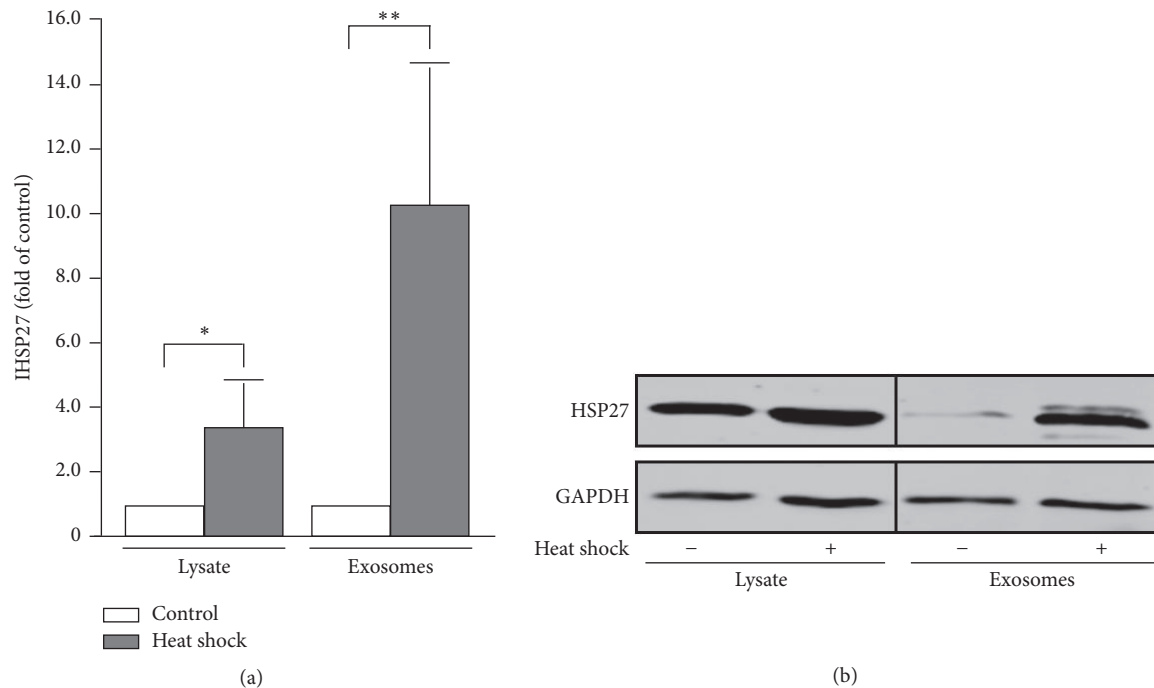 16.0
14.0
12.0
10.0
8.0
6.0
4.0
2.0
0
IHSP27 (fold of control)
*
**
Lysate
Exosomes
Control
Heat shock
(a)
HSP27
GAPDH
Heat shock − + − +
Lysate Exosomes
(b)